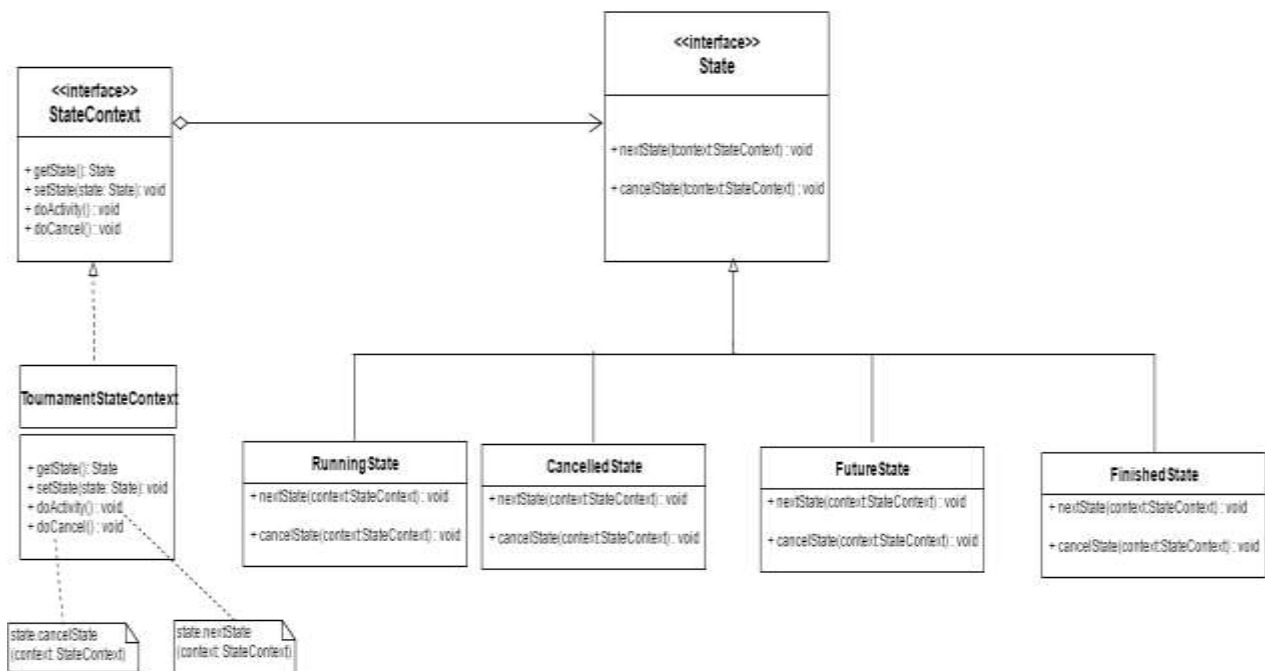 <<interface>>
StateContext
+ getState(): State
+ setState(state: State): void
+ doActivity() : void
+ doCancel() : void
<<interface>>
State
+ nextState(tcontext:StateContext) : void
+ cancelState(tcontext:StateContext) : void
TournamentStateContext
+ getState(): State
+ setState(state: State): void
+ doActivity() : void
+ doCancel() : void
RunningState
+ nextState(context:StateContext) : void
+ cancelState(context:StateContext) : void
CancelledState
+ nextState(context:StateContext) : void
+ cancelState(context:StateContext) : void
FutureState
+ nextState(context:StateContext) : void
+ cancelState(context:StateContext) : void
FinishedState
+ nextState(context:StateContext) : void
+ cancelState(context:StateContext) : void
state.cancelState
(context: StateContext)
state.nextState
(context: StateContext)